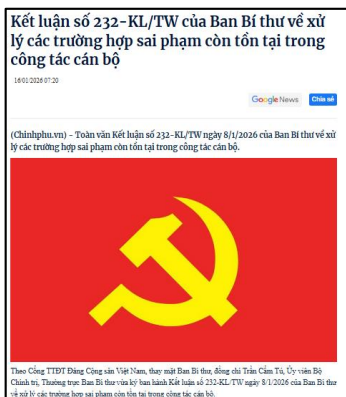 Kết luận số 232-KL/TW của Ban Bí thư về xử
lý các trường hợp sai phạm còn tồn tại trong
công tác cán bộ
16/01/2026 07:20
Google News Chia sẻ
(Chinhphu.vn) - Toàn văn Kết luận số 232-KL/TW ngày 8/1/2026 của Ban Bí thư về xử
lý các trường hợp sai phạm còn tồn tại trong công tác cán bộ.
Theo Cổng TTĐT Đảng Cộng sản Việt Nam, thay mặt Ban Bí thư, đồng chí Trần Cẩm Tú, Ủy viên Bộ
Chính trị, Thường trực Ban Bí thư vừa ký ban hành Kết luận số 232-KL/TW ngày 8/1/2026 của Ban Bí thư
về xử lý các trường hợp sai phạm còn tồn tại trong công tác cán bộ.